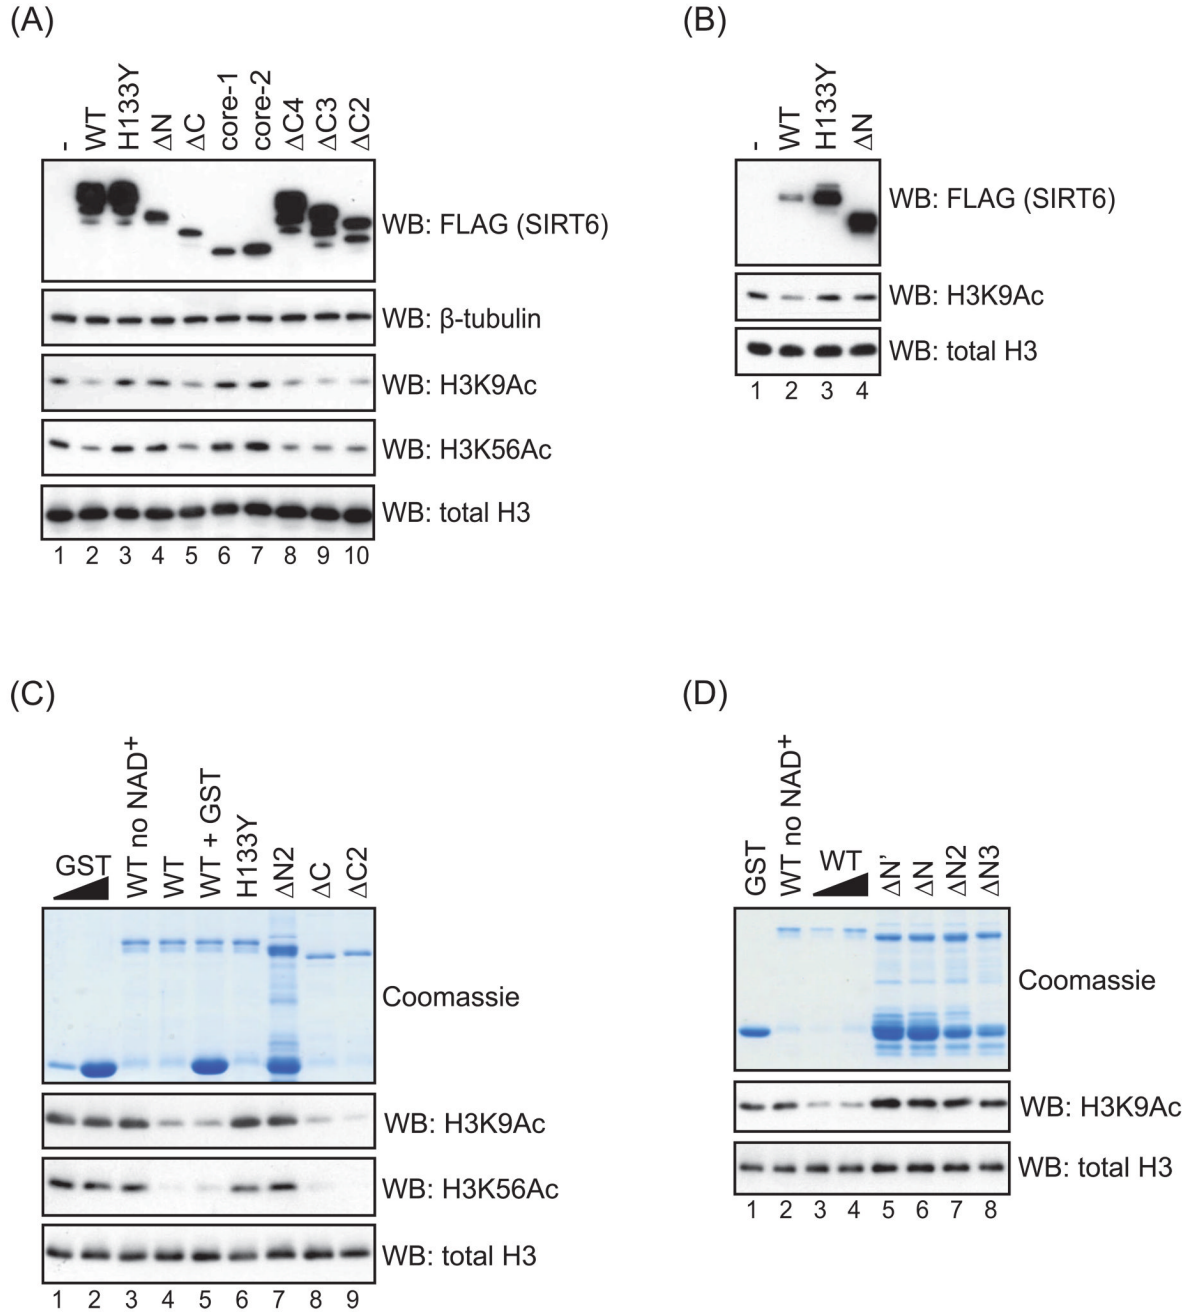 (A)
- WT H133Y ΔN ΔC core-1 core-2 ΔC4 ΔC3 ΔC2
WB: FLAG (SIRT6)
WB: β-tubulin
WB: H3K9Ac
WB: H3K56Ac
WB: total H3
1 2 3 4 5 6 7 8 9 10
(B)
- WT H133Y ΔN
WB: FLAG (SIRT6)
WB: H3K9Ac
WB: total H3
1 2 3 4
(C)
GST WT no NAD+ WT WT + GST H133Y ΔN2 ΔC ΔC2
Coomassie
WB: H3K9Ac
WB: H3K56Ac
WB: total H3
1 2 3 4 5 6 7 8 9
(D)
GST WT no NAD+ WT ΔN' ΔN ΔN2 ΔN3
Coomassie
WB: H3K9Ac
WB: total H3
1 2 3 4 5 6 7 8